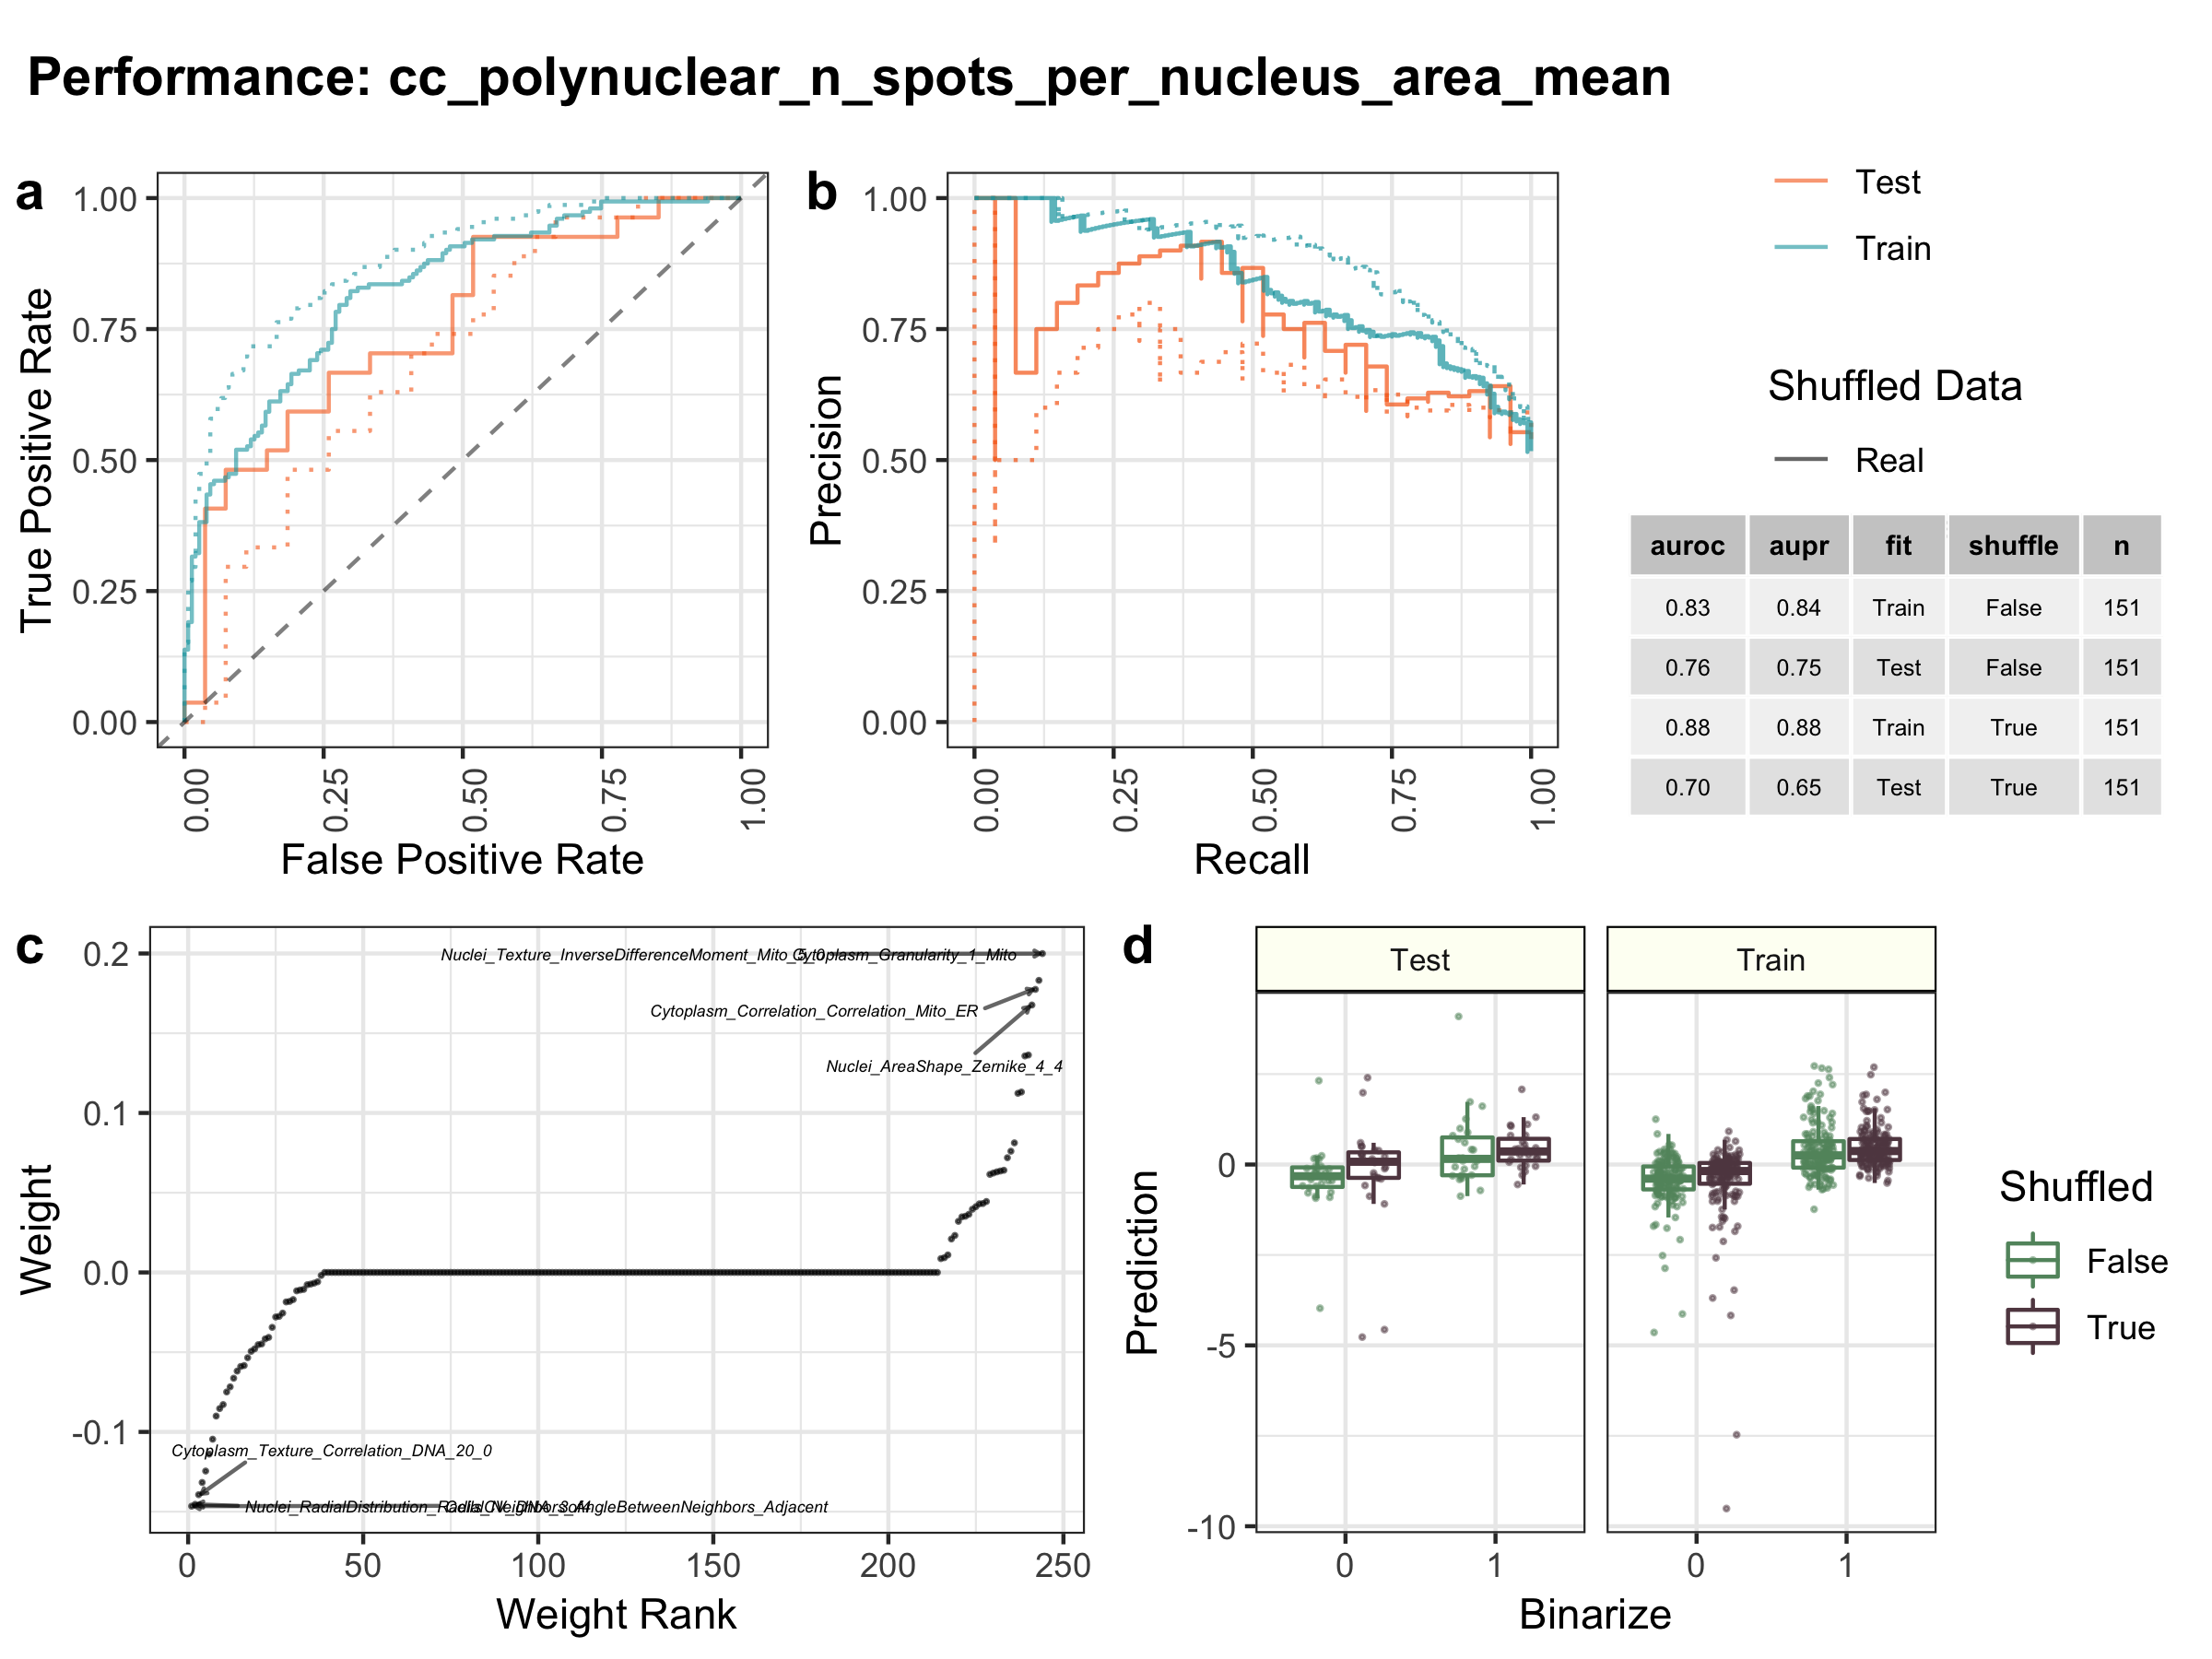 Performance: cc_polynuclear_n_spots_per_nucleus_area_mean
a
1.00
0.75
0.50
0.25
0.00
True Positive Rate
0.00
0.25
0.50
0.75
1.00
False Positive Rate
b
1.00
0.75
0.50
0.25
0.00
Precision
0.00
0.25
0.50
0.75
1.00
Recall
Test
Train
Shuffled Data
Real
auroc aupr fit shuffle n
0.83 0.84 Train False 151
0.76 0.75 Test False 151
0.88 0.88 Train True 151
0.70 0.65 Test True 151
c
0.2
0.1
0.0
-0.1
Weight
Nuclei_Texture_InverseDifferenceMoment_Mito_5_0
Cytoplasm_Granularity_1_Mito
Cytoplasm_Correlation_Correlation_Mito_ER
Nuclei_AreaShape_Zernike_4_4
Cytoplasm_Texture_Correlation_DNA_20_0
Nuclei_RadialDistribution_RadialCV_DNA_3of4
Cells_Neighbors_AngleBetweenNeighbors_Adjacent
0
50
100
150
200
250
Weight Rank
d
Test
Train
0
-5
-10
Prediction
0
1
0
1
Binarize
Shuffled
False
True